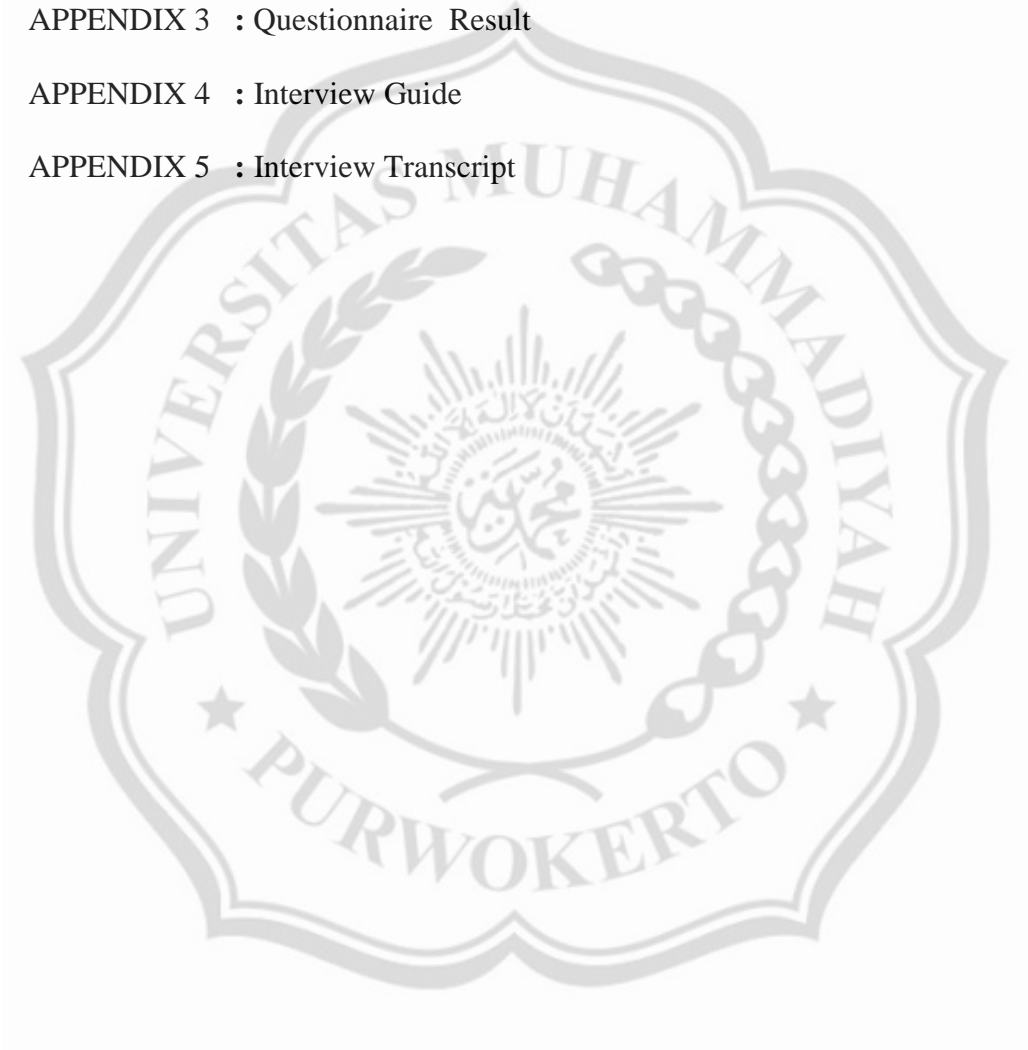 APPENDIX 3 : Questionnaire Result
APPENDIX 4 : Interview Guide
APPENDIX 5 : Interview Transcript
UNIVERSITAS MUHAMMADIYAH
PURWOKERTO